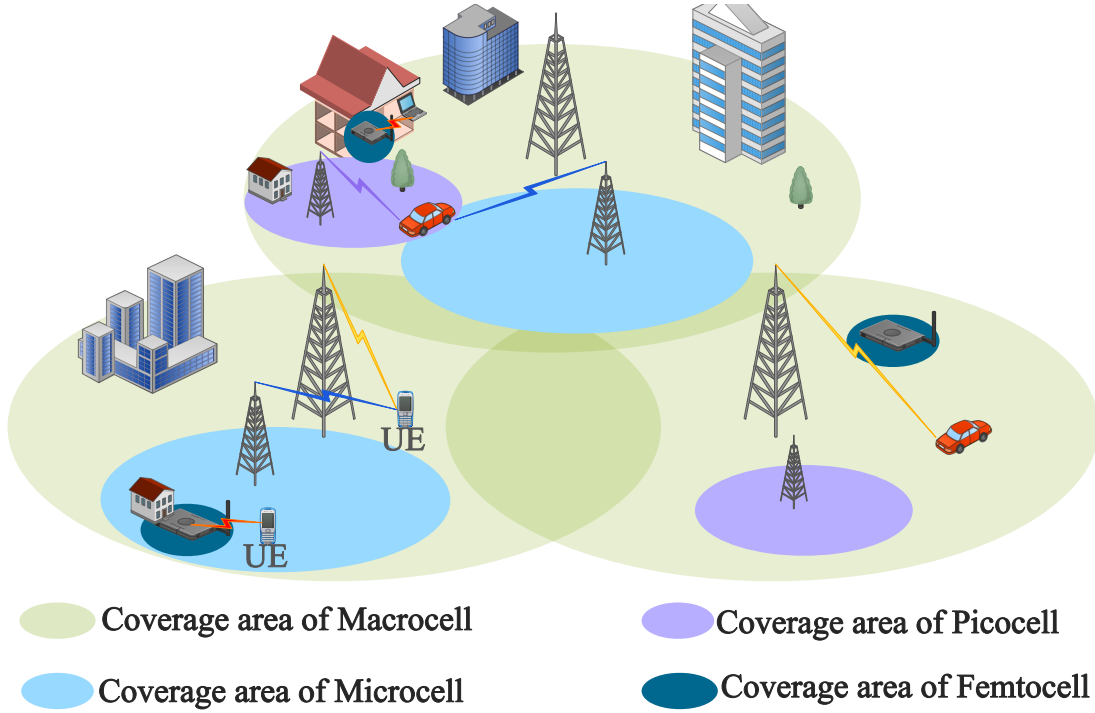 UE
UE
Coverage area of Macrocell
Coverage area of Picocell
Coverage area of Microcell
Coverage area of Femtocell